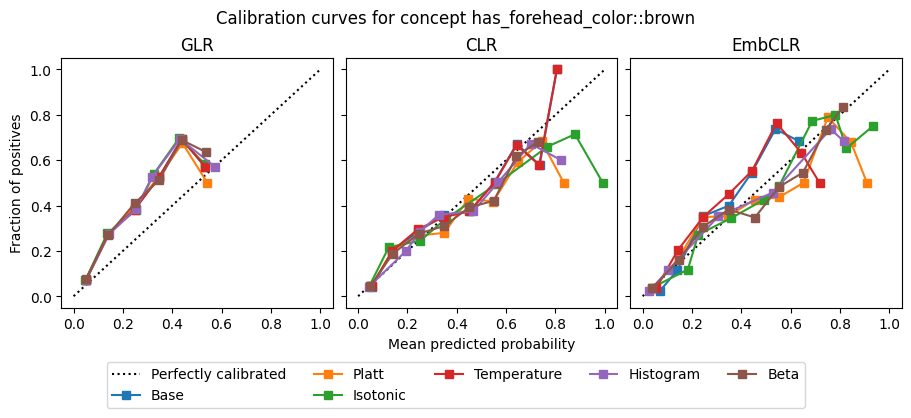 Calibration curves for concept has_forehead_color::brown
GLR
CLR
EmbCLR
Fraction of positives
1.0
0.8
0.6
0.4
0.2
0.0
0.0 0.2 0.4 0.6 0.8 1.0
0.0 0.2 0.4 0.6 0.8 1.0
0.0 0.2 0.4 0.6 0.8 1.0
Mean predicted probability
Perfectly calibrated
Base
Platt
Isotonic
Temperature
Histogram
Beta